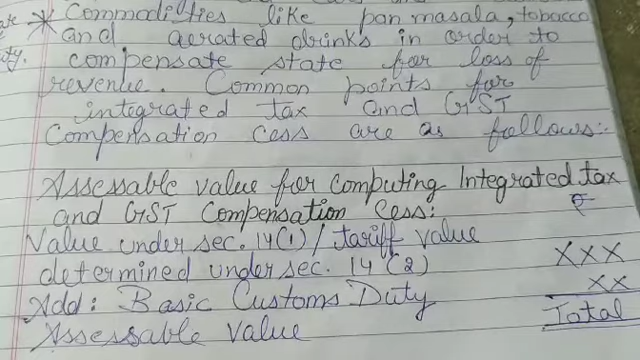 * Commodities like pan masala, tobacco
and aerated drinks in order to
compensate state for loss of
revenue. Common points for
integrated tax and GST
Compensation cess are as follows:-
Assessable value for computing Integrated tax
and GST Compensation Cess:
₹
Value under sec. 14(1) / tariff value
determined under sec. 14 (2) XXX
Add: Basic Customs Duty XX
Assessable value Total